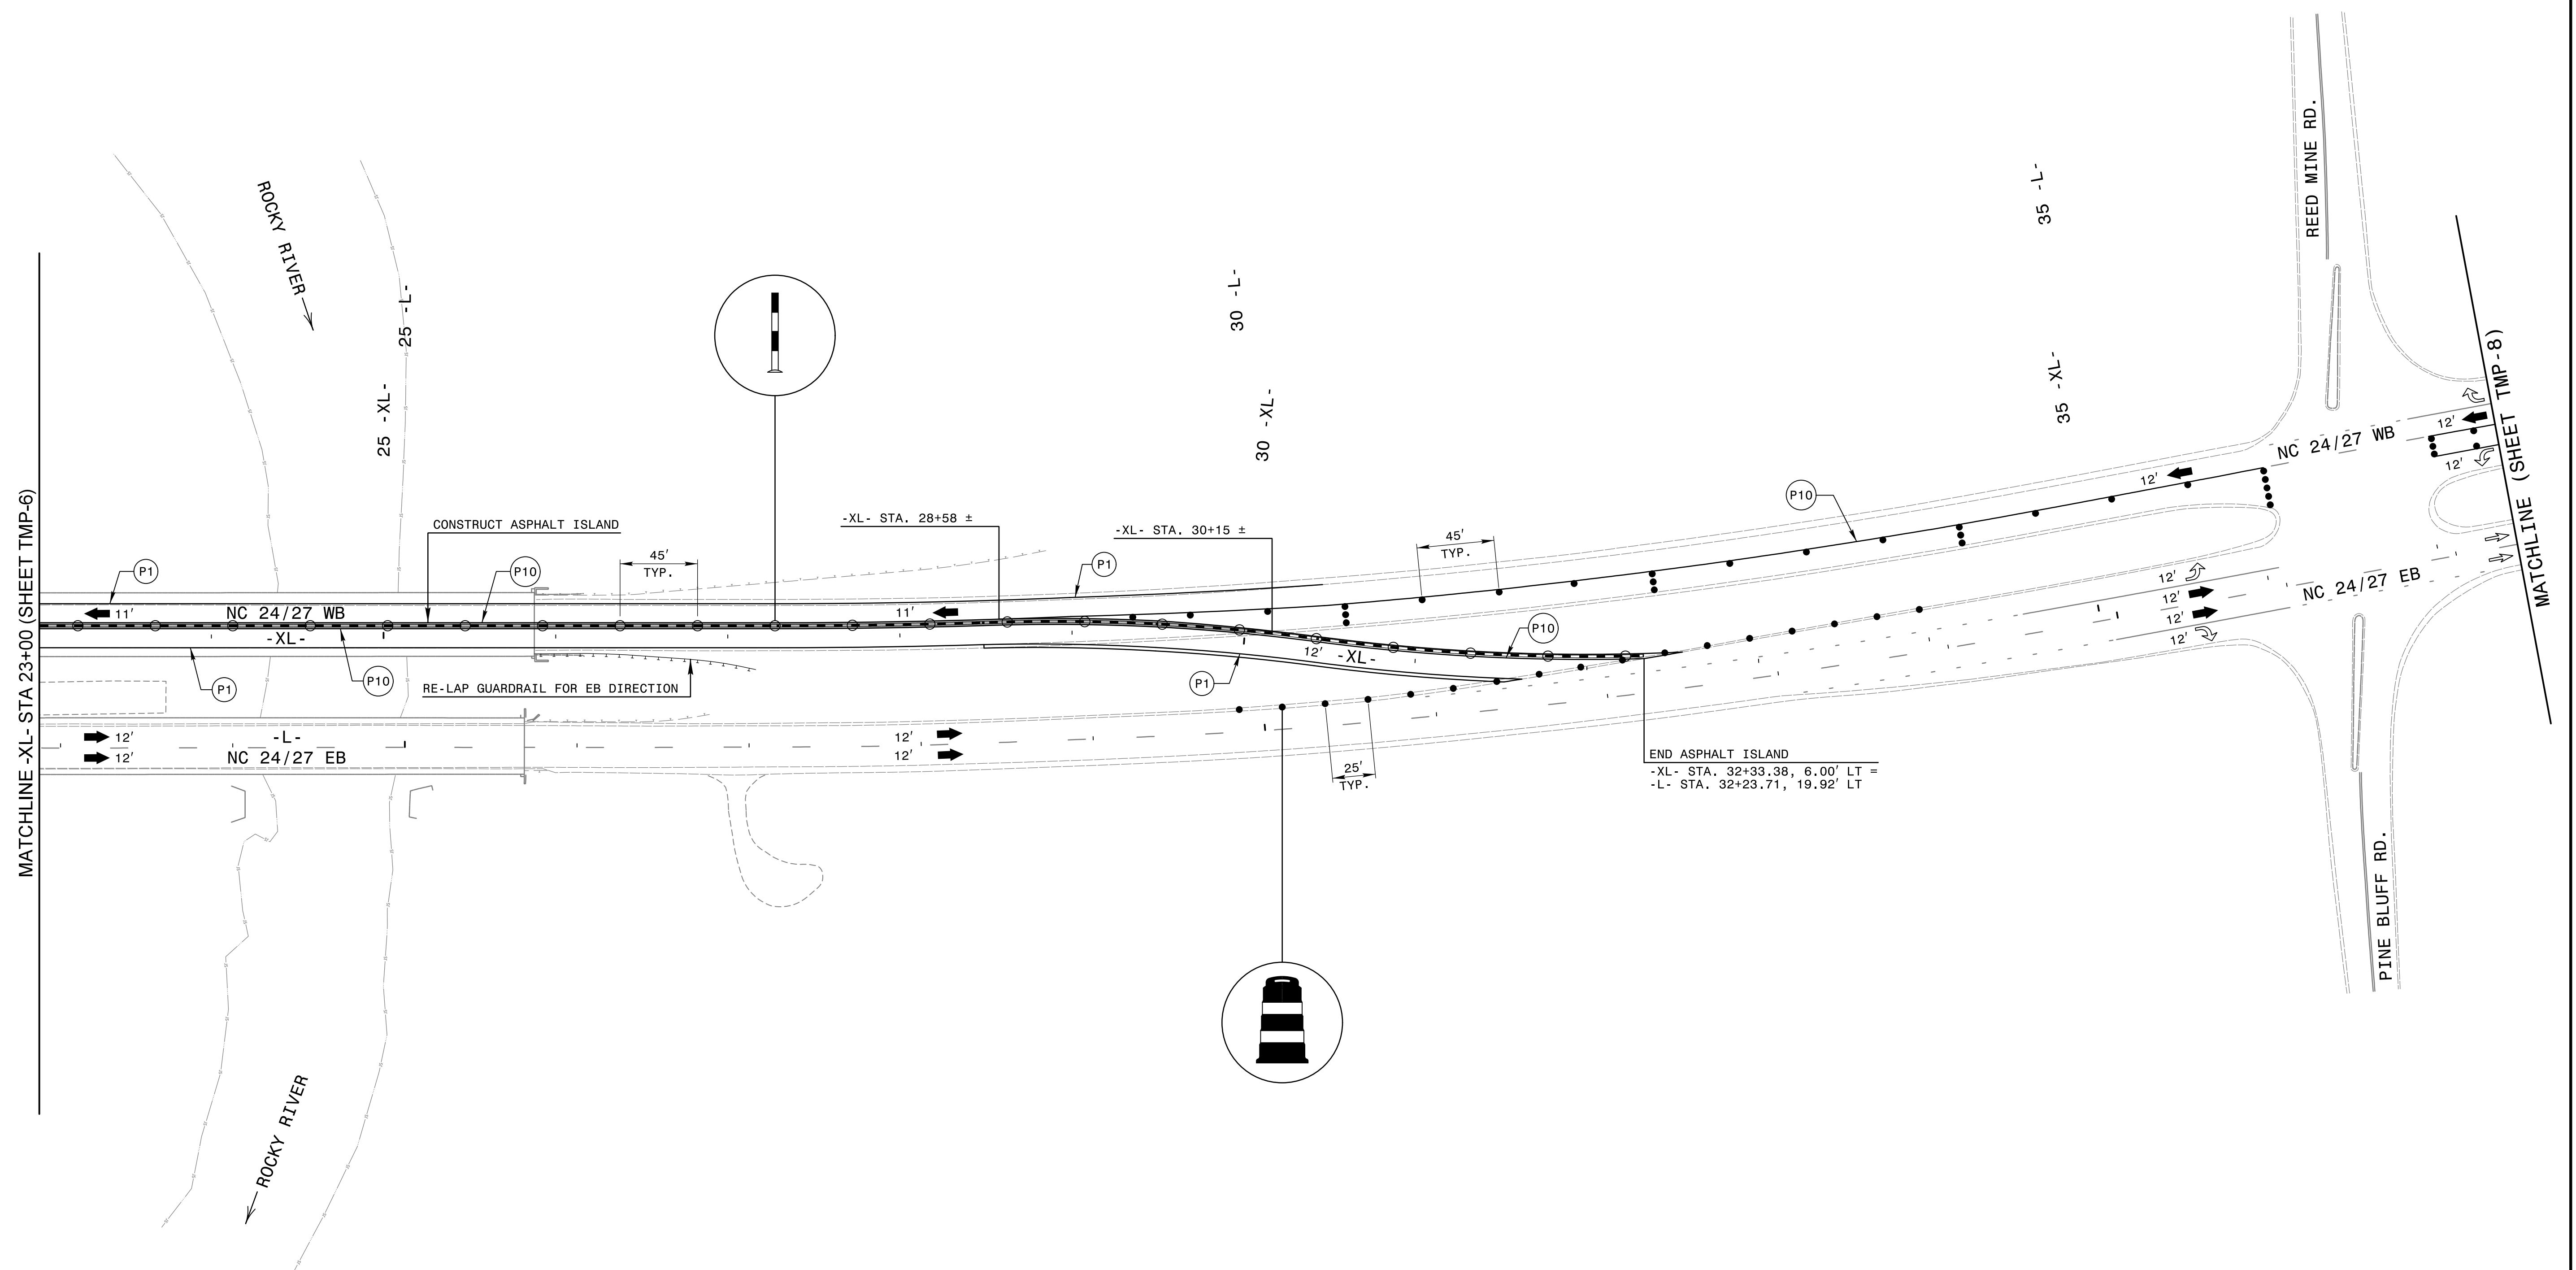 REED MINE RD.
ROCKY RIVER
25 -L-
25 -XL-
30 -L-
30 -XL-
35 -L-
35 -XL-
MATCHLINE -XL- STA 23+00 (SHEET TMP-6)
MATCHLINE (SHEET TMP-8)
CONSTRUCT ASPHALT ISLAND
-XL- STA. 28+58 ±
-XL- STA. 30+15 ±
45'
TYP.
45'
TYP.
P1
P10
P1
P10
12'
NC 24/27 WB
12'
12'
11'
NC 24/27 WB
11'
-XL-
P1
P10
RE-LAP GUARDRAIL FOR EB DIRECTION
P1
12'
-XL-
P10
12'
12'
12'
12'
NC 24/27 EB
12'
-L-
12'
NC 24/27 EB
12'
12'
25'
TYP.
END ASPHALT ISLAND
-XL- STA. 32+33.38, 6.00' LT =
-L- STA. 32+23.71, 19.92' LT
PINE BLUFF RD.
ROCKY RIVER